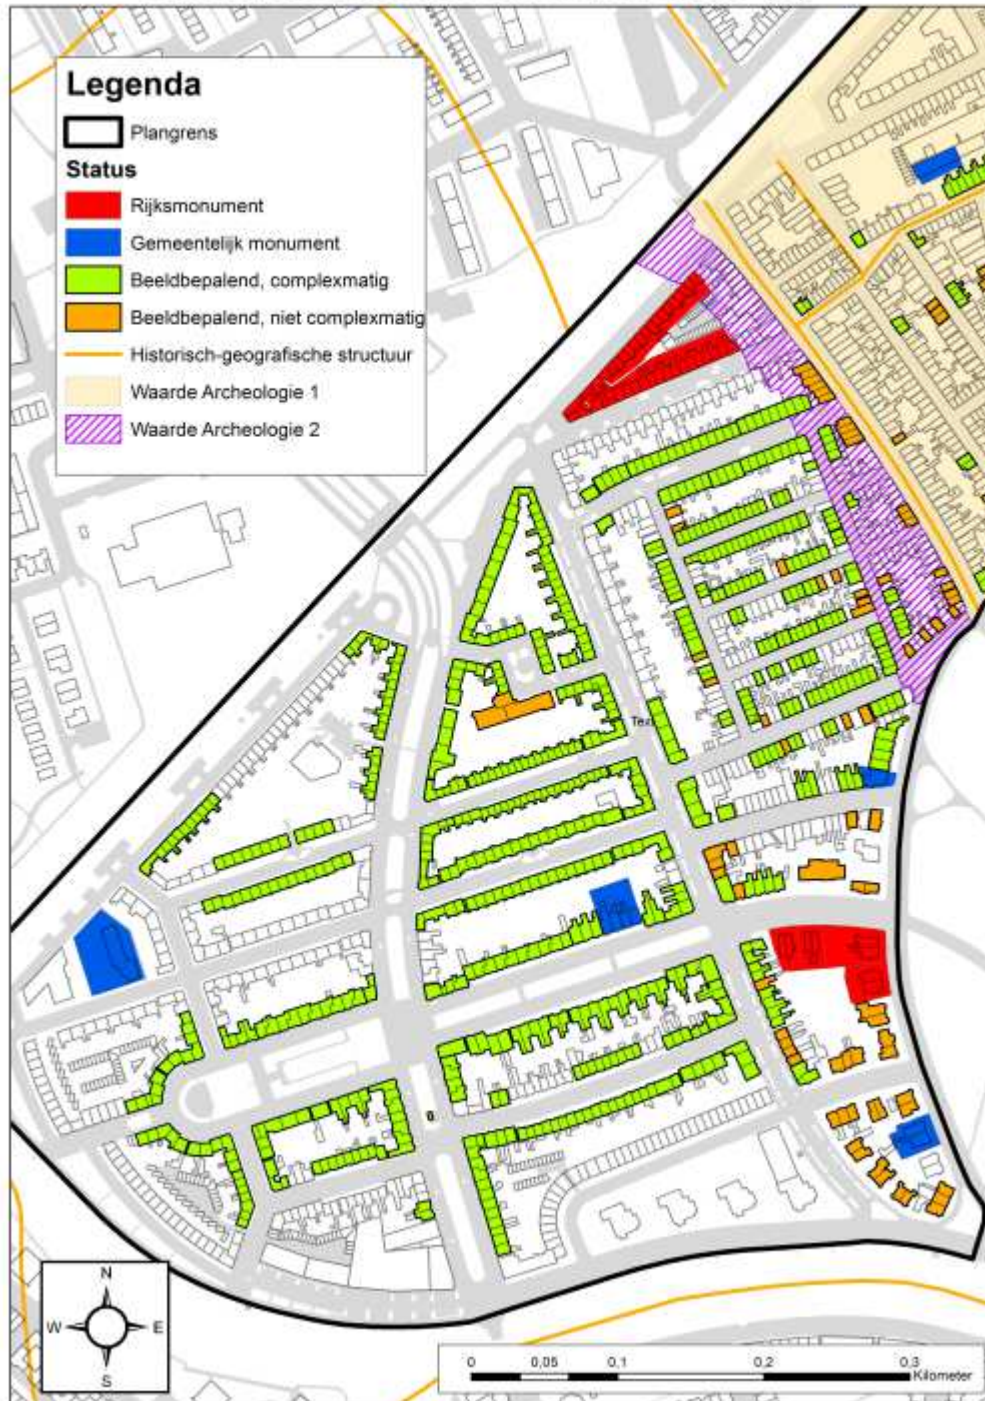 Legenda
Plangrens
Status
Rijksmonument
Gemeentelijk monument
Beeldbepalend, complexmatig
Beeldbepalend, niet complexmatig
Historisch-geografische structuur
Waarde Archeologie 1
Waarde Archeologie 2
Tez
N
W E
S
0 0,05 0,1 0,2 0,3
Kilometer